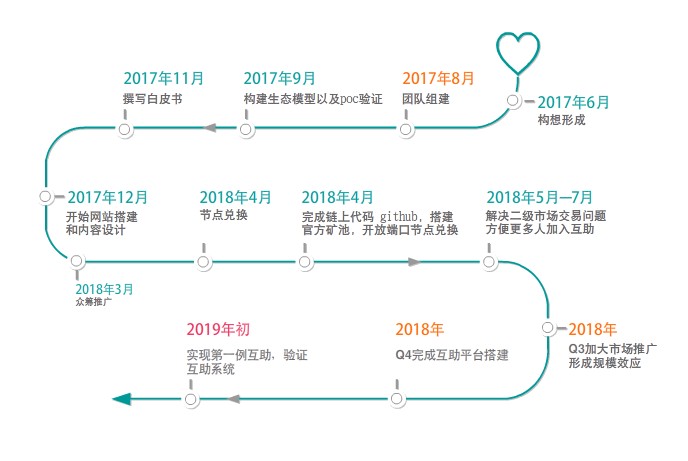 2017年6月
构想形成
2017年8月
团队组建
2017年9月
构建生态模型以及poc验证
2017年11月
撰写白皮书
2017年12月
开始网站搭建
和内容设计
2018年3月
众筹推广
2018年4月
节点兑换
2018年4月
完成链上代码 github，搭建
官方矿池，开放端口节点兑换
2018年5月—7月
解决二级市场交易问题
方便更多人加入互助
2018年
Q3加大市场推广
形成规模效应
2018年
Q4完成互助平台搭建
2019年初
实现第一例互助，验证
互助系统